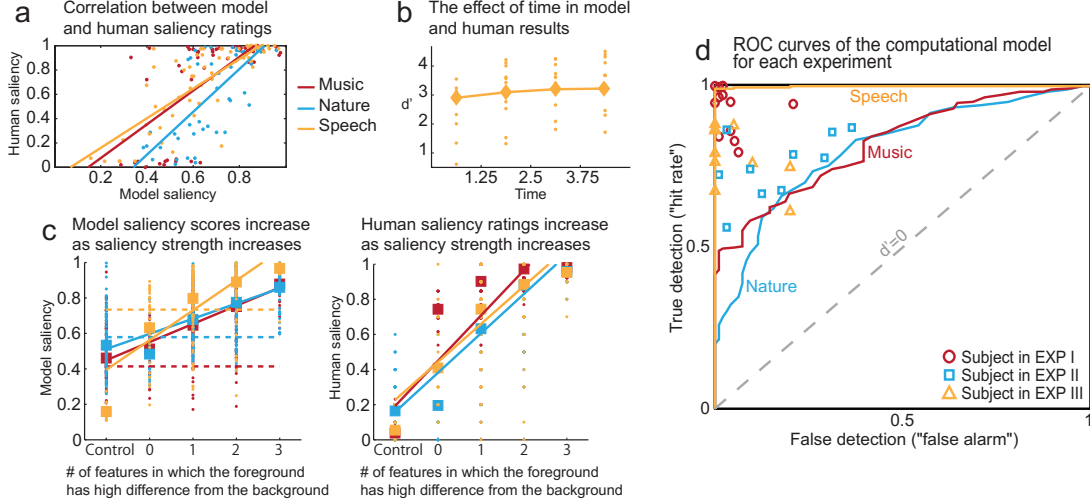 a
Correlation between model
and human saliency ratings
Human saliency
1
0.8
0.6
0.4
0.2
0
0.2
0.4
0.6
0.8
1
Model saliency
Music
Nature
Speech
b
The effect of time in model
and human results
d'
4
3
2
1
1.25
2.5
3.75
Time
c
Model saliency scores increase
as saliency strength increases
Model saliency
1
0.8
0.6
0.4
0.2
0
Control
0
1
2
3
# of features in which the foreground
has high difference from the background
Human saliency ratings increase
as saliency strength increases
Human saliency
1
0.8
0.6
0.4
0.2
0
Control
0
1
2
3
# of features in which the foreground
has high difference from the background
d
ROC curves of the computational model
for each experiment
True detection ("hit rate")
1
0.5
0
Speech
Music
Nature
d'=0
Subject in EXP I
Subject in EXP II
Subject in EXP III
0.5
1
False detection ("false alarm")